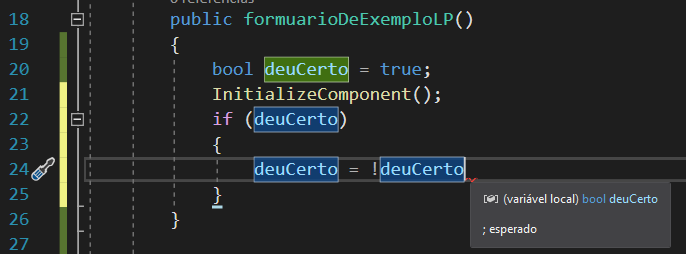 0 referências
18 public formuarioDeExemploLP()
19 {
20 bool deuCerto = true;
21 InitializeComponent();
22 if (deuCerto)
23 {
24 deuCerto = !deuCerto
25 }
26 }
27
(variável local) bool deuCerto
; esperado